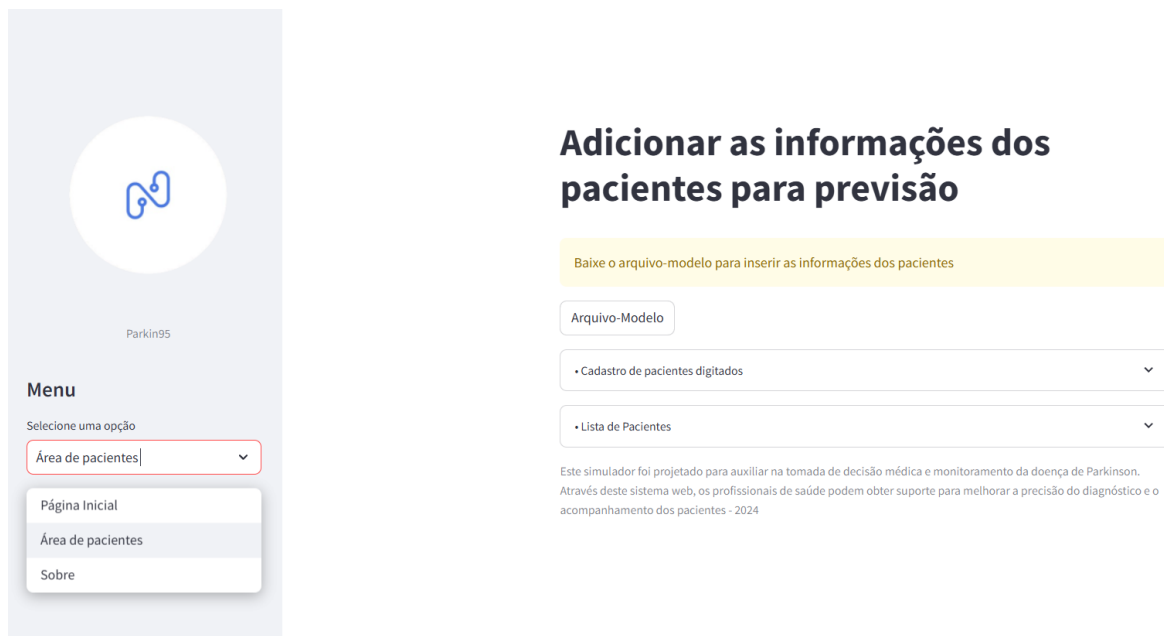 Parkin95
Menu
Selecione uma opção
Área de pacientes
Página Inicial
Área de pacientes
Sobre
Adicionar as informações dos
pacientes para previsão
Baixe o arquivo-modelo para inserir as informações dos pacientes
Arquivo-Modelo
• Cadastro de pacientes digitados
• Lista de Pacientes
Este simulador foi projetado para auxiliar na tomada de decisão médica e monitoramento da doença de Parkinson.
Através deste sistema web, os profissionais de saúde podem obter suporte para melhorar a precisão do diagnóstico e o
acompanhamento dos pacientes - 2024